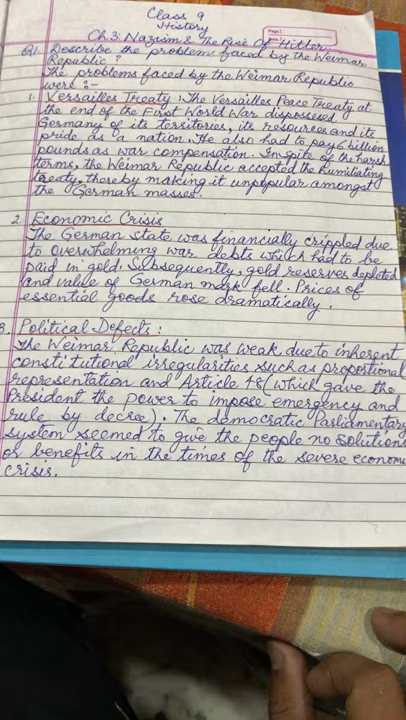 Class 9
History
Page:
Ch.3: Nazism & The Rise Of Hitler
Q1. Describe the problems faced by the Weimar
Republic?
The problems faced by the Weimar Republic
were :-
1. Versailles Treaty : The Versailles Peace Treaty at
the end of the First World War dispossesed
Germany of its territories, its resources and its
pride as a nation. He also had to pay 6 billion
pounds as war compensation. Inspite of the harsh
terms, the Weimar Republic accepted the humiliating
treaty, thereby making it unpopular amongst
the German masses.
2. Economic Crisis
The German state was financially crippled due
to overwhelming war debts which had to be
paid in gold. Subsequently, gold reserves depleted
and value of German mark fell. Prices of
essential goods rose dramatically.
3. Political Defects :
The Weimar Republic was weak due to inherent
constitutional irregularities such as proportional
representation and Article 48 (which gave the
President the power to impose emergency and
rule by decree). The democratic Parliamentary
system seemed to give the people no solutions
or benefits in the times of the severe economic
crisis.